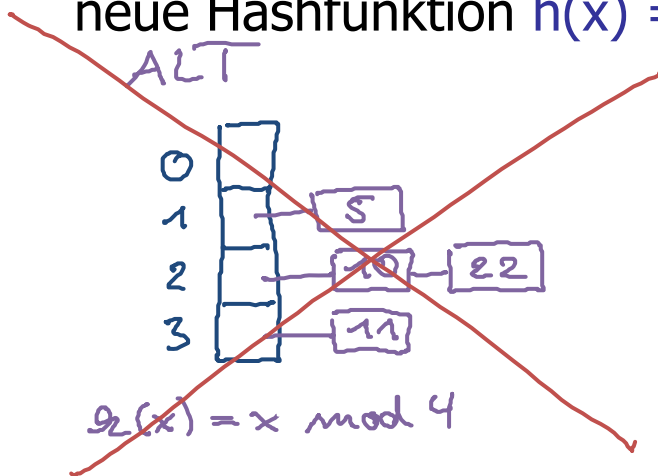 neue Hashfunktion h(x) =
ALT
0
1 5
2 10 22
3 11
h(x) = x mod 4